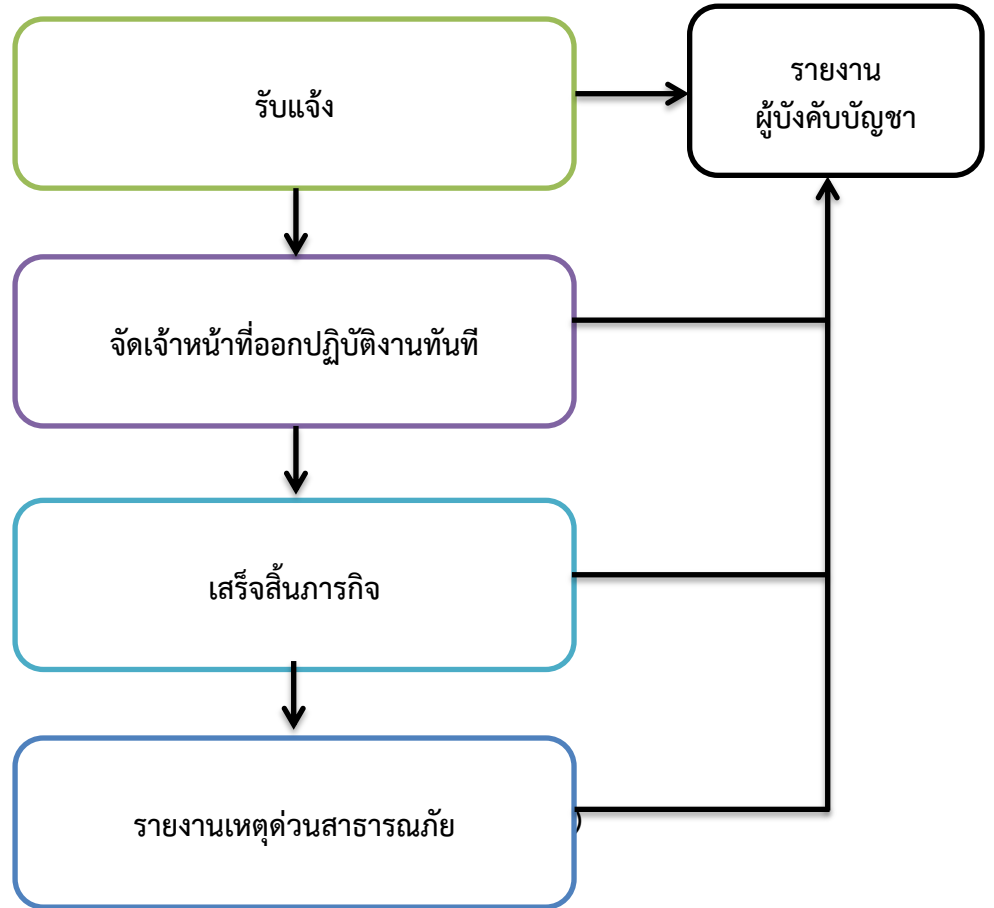 รับแจ้ง
รายงาน
ผู้บังคับบัญชา
จัดเจ้าหน้าที่ออกปฏิบัติงานทันที
เสร็จสิ้นภารกิจ
รายงานเหตุด่วนสาธารณภัย
)